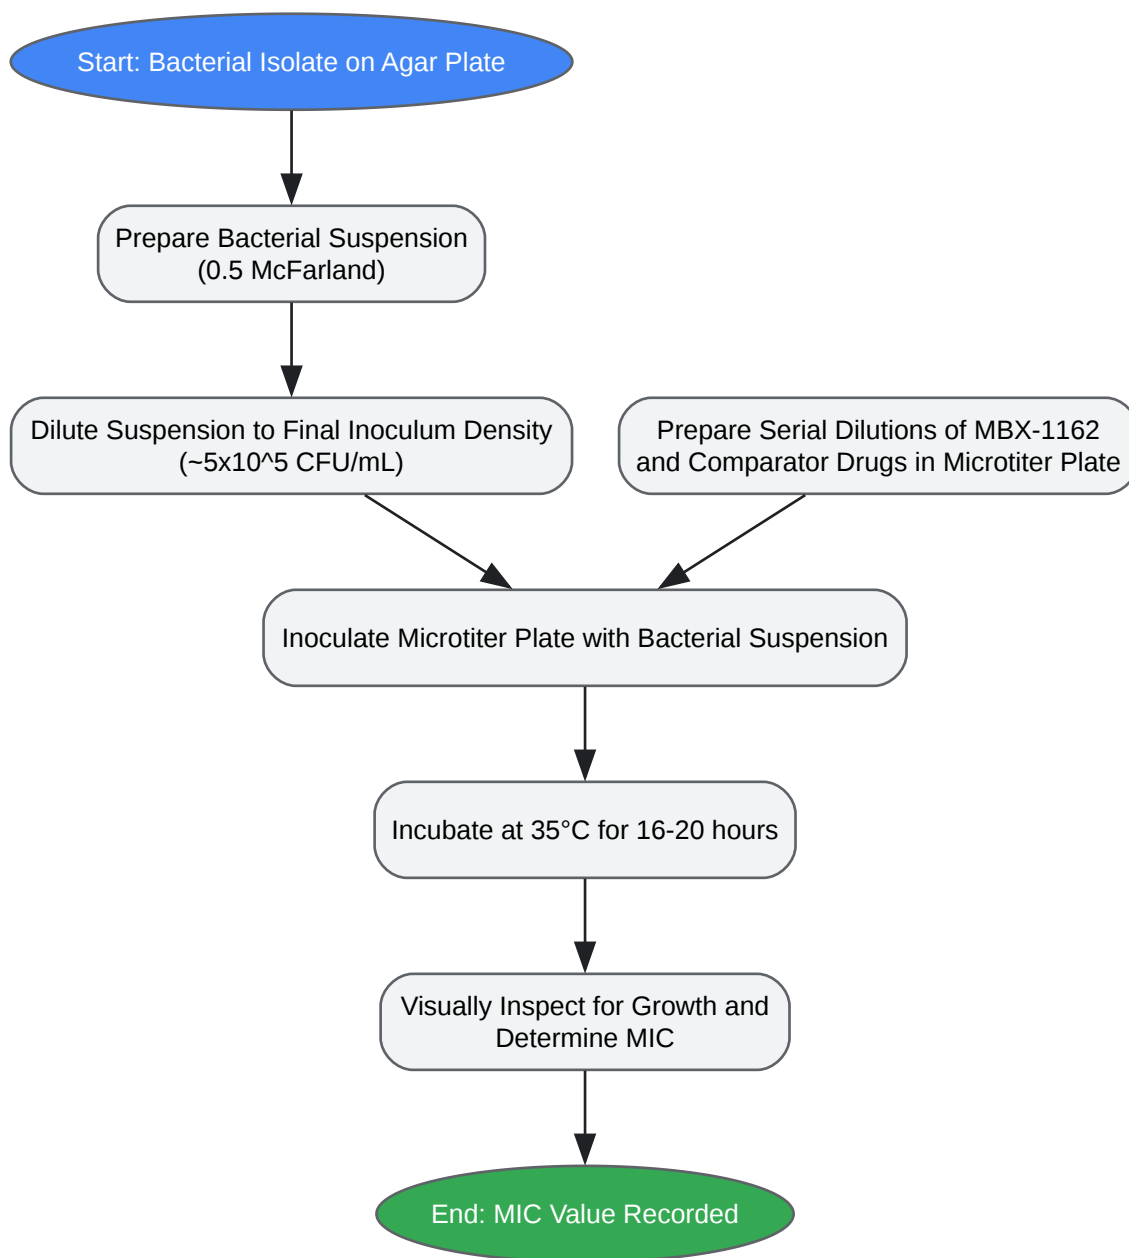 Start: Bacterial Isolate on Agar Plate
Prepare Bacterial Suspension
(0.5 McFarland)
Dilute Suspension to Final Inoculum Density
(~5x10^5 CFU/mL)
Prepare Serial Dilutions of MBX-1162
and Comparator Drugs in Microtiter Plate
Inoculate Microtiter Plate with Bacterial Suspension
Incubate at 35°C for 16-20 hours
Visually Inspect for Growth and
Determine MIC
End: MIC Value Recorded